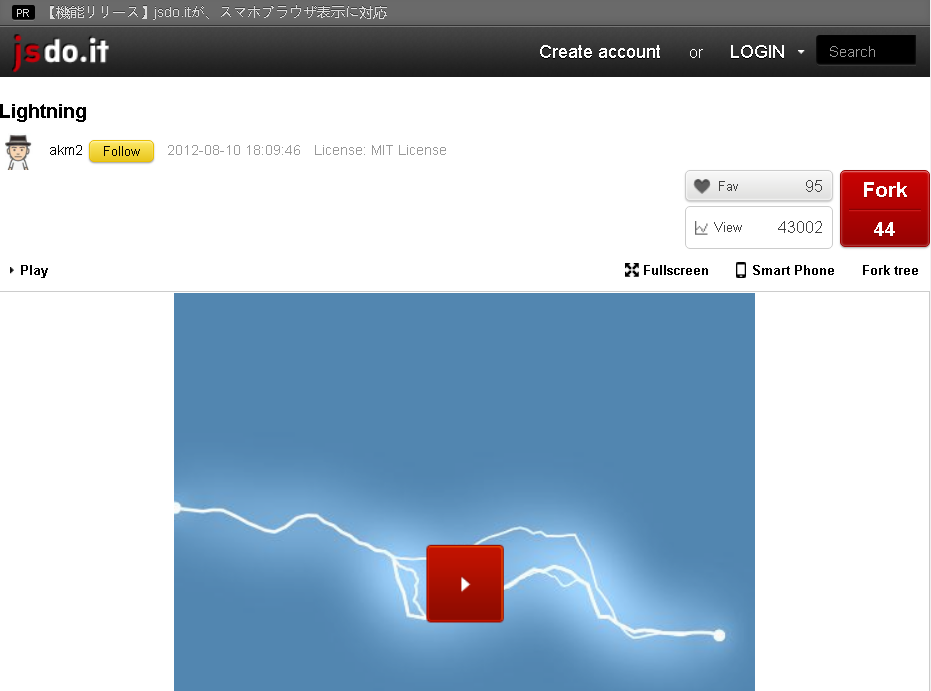 PR 【機能リリース】jsdo.itが、スマホブラウザ表示に対応
jsdo.it Create account or LOGIN Search
Lightning
akm2 Follow 2012-08-10 18:09:46 License: MIT License
Fav 95
View 43002
Fork
44
Play Fullscreen Smart Phone Fork tree